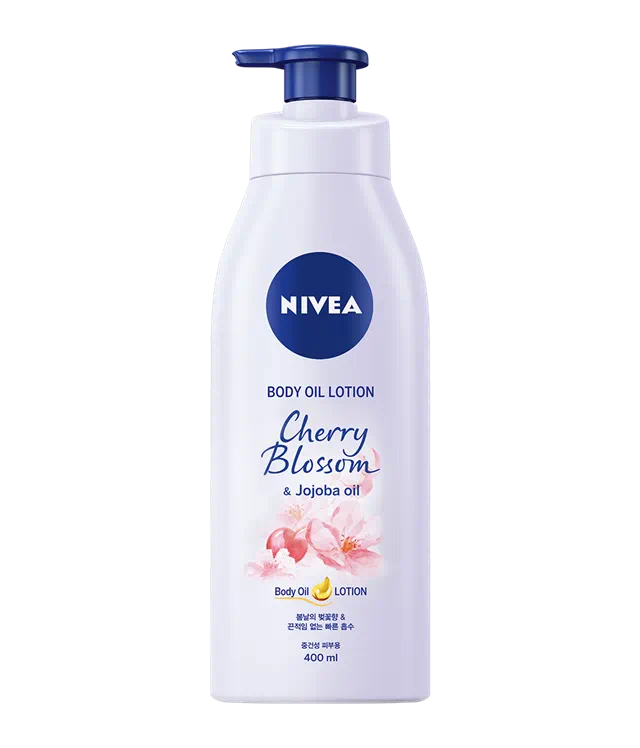 NIVEA
BODY OIL LOTION
Cherry
Blossom
& Jojoba oil
Body Oil LOTION
봄날의 벚꽃향 &
끈적임 없는 빠른 흡수
중건성 피부용
400 ml